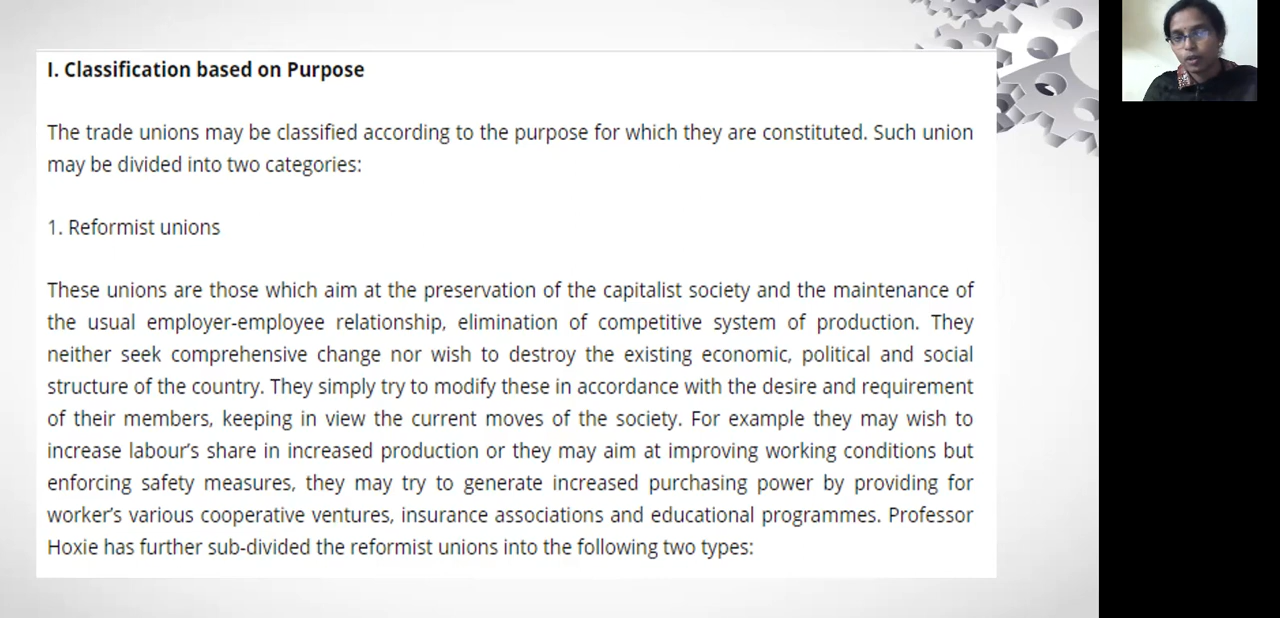 I. Classification based on Purpose
The trade unions may be classified according to the purpose for which they are constituted. Such union
may be divided into two categories:
1. Reformist unions
These unions are those which aim at the preservation of the capitalist society and the maintenance of
the usual employer-employee relationship, elimination of competitive system of production. They
neither seek comprehensive change nor wish to destroy the existing economic, political and social
structure of the country. They simply try to modify these in accordance with the desire and requirement
of their members, keeping in view the current moves of the society. For example they may wish to
increase labour’s share in increased production or they may aim at improving working conditions but
enforcing safety measures, they may try to generate increased purchasing power by providing for
worker’s various cooperative ventures, insurance associations and educational programmes. Professor
Hoxie has further sub-divided the reformist unions into the following two types: